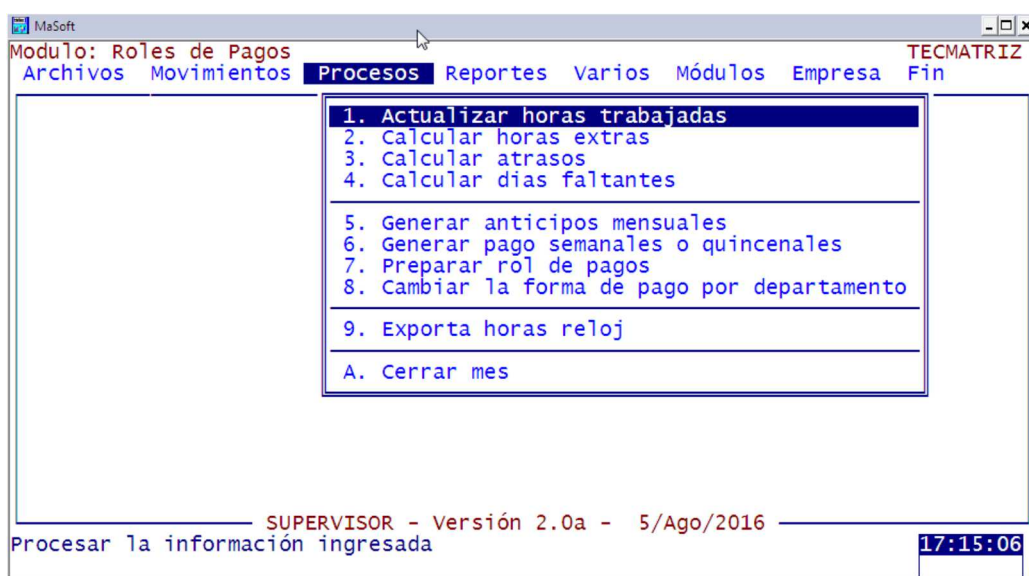 MaSoft
Modulo: Roles de Pagos TECMATRIZ
Archivos Movimientos Procesos Reportes Varios Módulos Empresa Fin
1. Actualizar horas trabajadas
2. Calcular horas extras
3. Calcular atrasos
4. Calcular dias faltantes
5. Generar anticipos mensuales
6. Generar pago semanales o quincenales
7. Preparar rol de pagos
8. Cambiar la forma de pago por departamento
9. Exporta horas reloj
A. Cerrar mes
SUPERVISOR - Versión 2.0a - 5/Ago/2016
Procesar la información ingresada 17:15:06